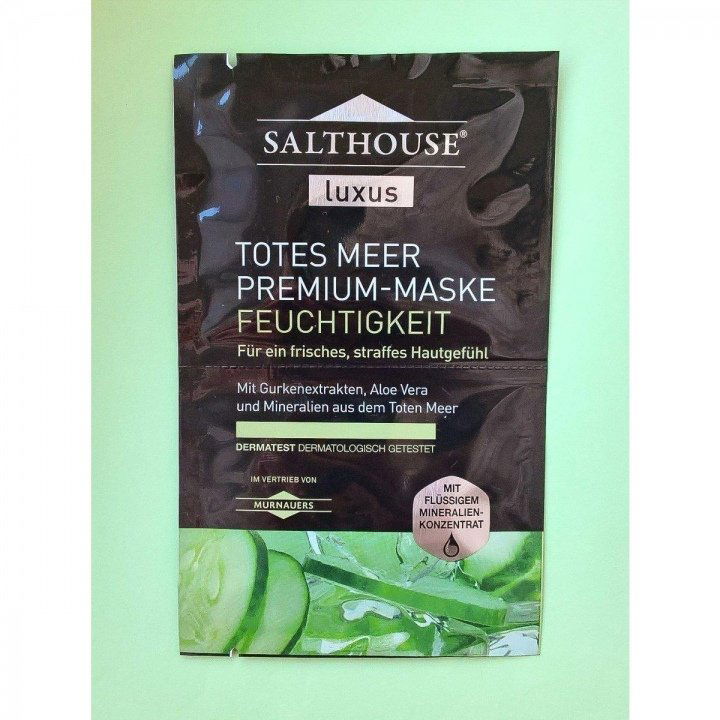 SALTHOUSE®
luxus
TOTES MEER
PREMIUM-MASKE
FEUCHTIGKEIT
Für ein frisches, straffes Hautgefühl
Mit Gurkenextrakten, Aloe Vera
und Mineralien aus dem Toten Meer
DERMATEST DERMATOLOGISCH GETESTET
IM VERTRIEB VON
MURNAUERS
MIT
FLÜSSIGEM
MINERALIEN-
KONZENTRAT